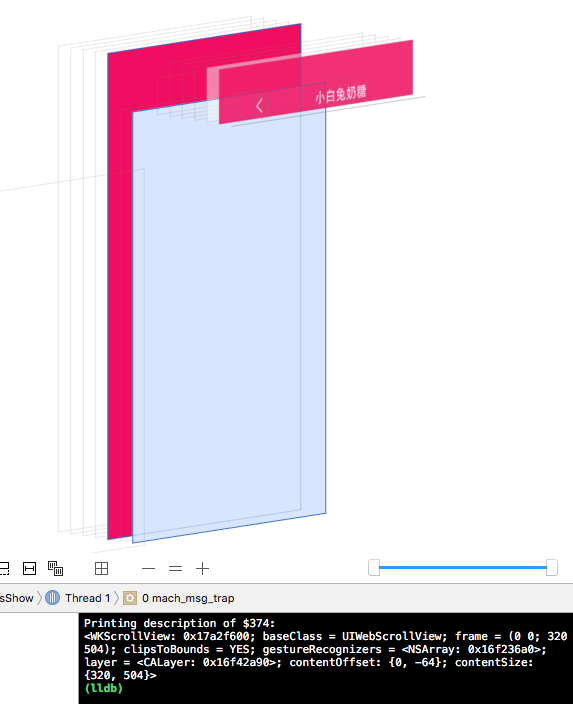 小白兔奶糖
sShow
Thread 1
0 mach_msg_trap
Printing description of $374:
<WKScrollView: 0x17a2f600; baseClass = UIWebScrollView; frame = (0 0; 320
504); clipsToBounds = YES; gestureRecognizers = <NSArray: 0x16f236a0>;
layer = <CALayer: 0x16f42a90>; contentOffset: {0, -64}; contentSize:
{320, 504}>
(lldb)